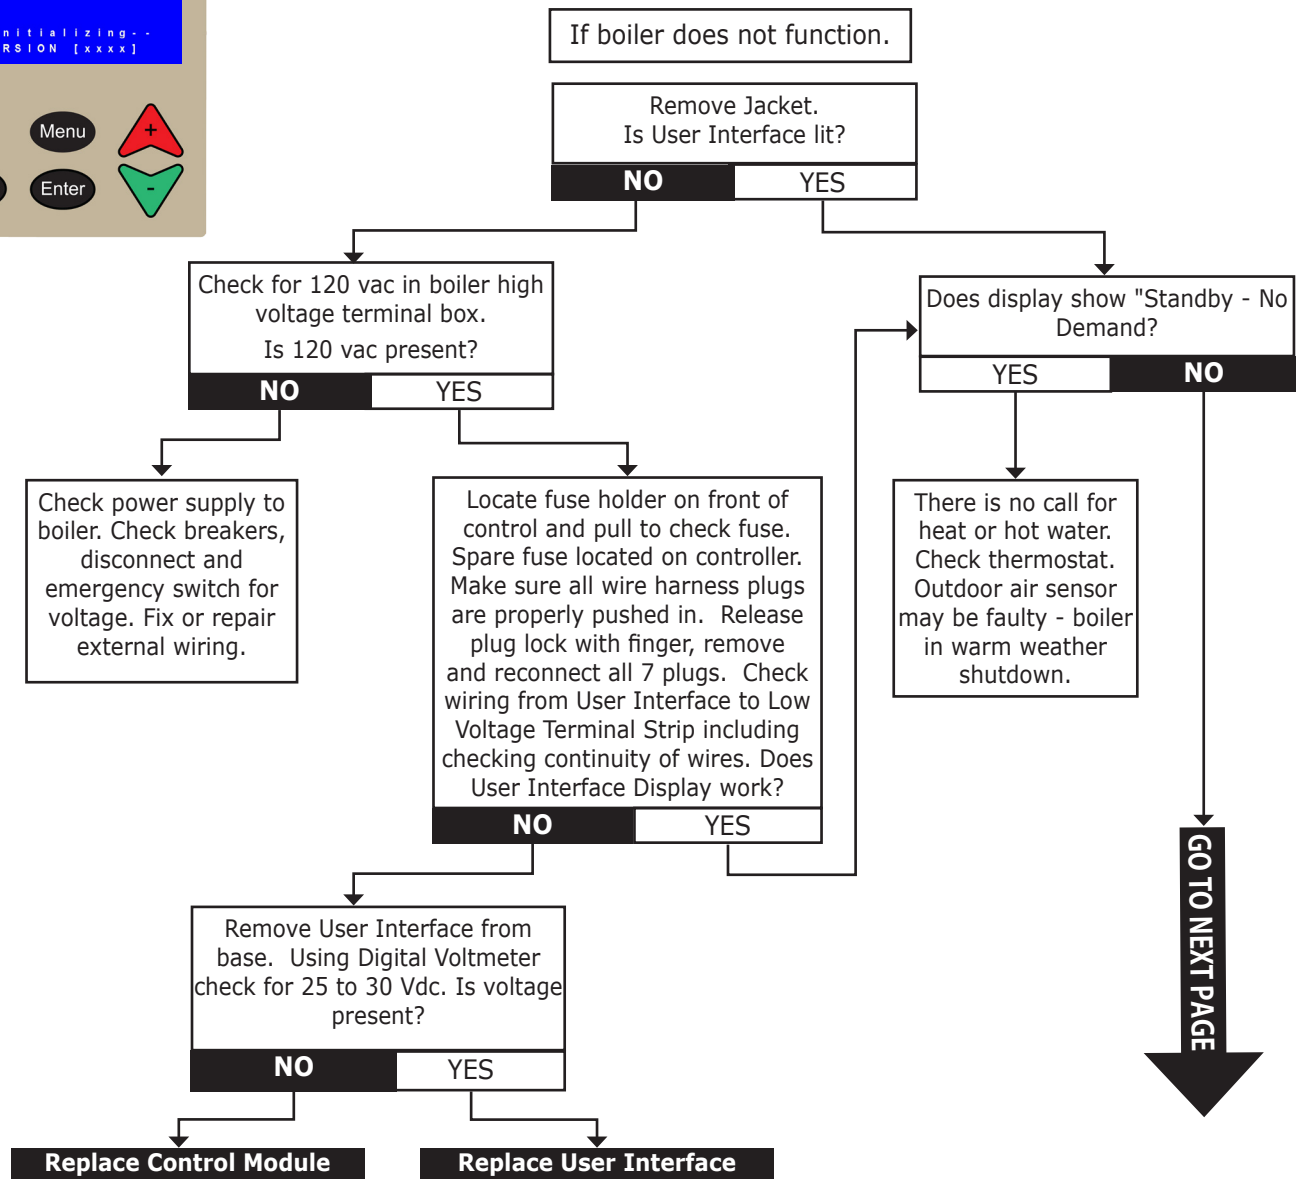 nitializing--
RSION [xxxx]
Menu
+
Enter
-
If boiler does not function.
Remove Jacket.
Is User Interface lit?
NO
YES
Check for 120 vac in boiler high
voltage terminal box.
Is 120 vac present?
NO
YES
Does display show "Standby - No
Demand?
YES
NO
Check power supply to
boiler. Check breakers,
disconnect and
emergency switch for
voltage. Fix or repair
external wiring.
Locate fuse holder on front of
control and pull to check fuse.
Spare fuse located on controller.
Make sure all wire harness plugs
are properly pushed in. Release
plug lock with finger, remove
and reconnect all 7 plugs. Check
wiring from User Interface to Low
Voltage Terminal Strip including
checking continuity of wires. Does
User Interface Display work?
NO
YES
There is no call for
heat or hot water.
Check thermostat.
Outdoor air sensor
may be faulty - boiler
in warm weather
shutdown.
GO TO NEXT PAGE
Remove User Interface from
base. Using Digital Voltmeter
check for 25 to 30 Vdc. Is voltage
present?
NO
YES
Replace Control Module
Replace User Interface